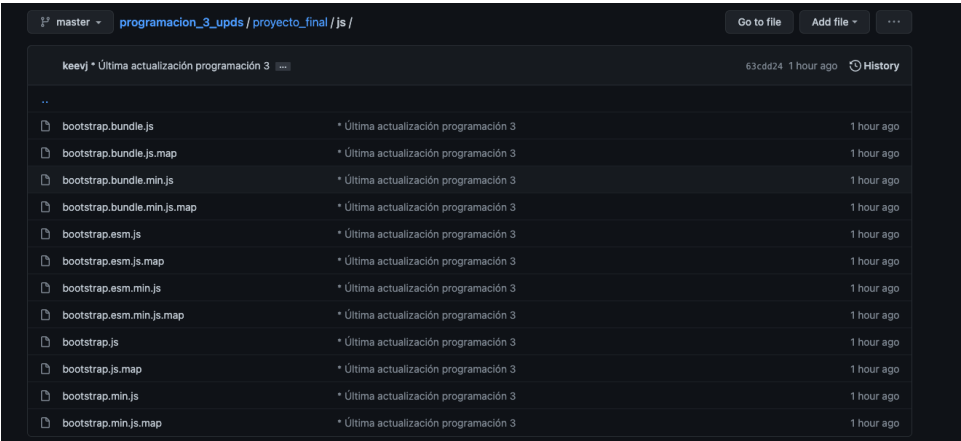 master programacion_3_upds / proyecto_final / js / Go to file Add file ...
keevj * Última actualización programación 3 ... 63cdd24 1 hour ago History
..
bootstrap.bundle.js * Última actualización programación 3 1 hour ago
bootstrap.bundle.js.map * Última actualización programación 3 1 hour ago
bootstrap.bundle.min.js * Última actualización programación 3 1 hour ago
bootstrap.bundle.min.js.map * Última actualización programación 3 1 hour ago
bootstrap.esm.js * Última actualización programación 3 1 hour ago
bootstrap.esm.js.map * Última actualización programación 3 1 hour ago
bootstrap.esm.min.js * Última actualización programación 3 1 hour ago
bootstrap.esm.min.js.map * Última actualización programación 3 1 hour ago
bootstrap.js * Última actualización programación 3 1 hour ago
bootstrap.js.map * Última actualización programación 3 1 hour ago
bootstrap.min.js * Última actualización programación 3 1 hour ago
bootstrap.min.js.map * Última actualización programación 3 1 hour ago